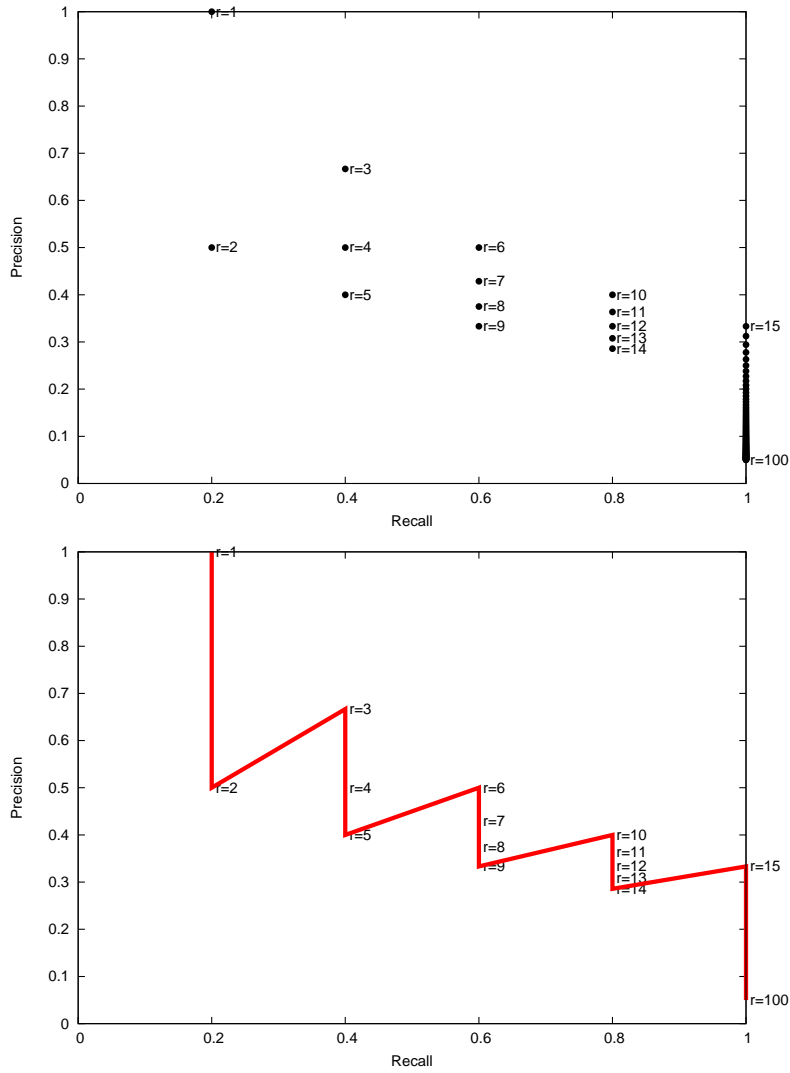 1
r=1
0.9
0.8
0.7
r=3
0.6
Precision
0.5
r=2
r=4
r=6
r=7
0.4
r=5
r=10
r=8
r=11
r=9
r=12
r=15
0.3
r=13
r=14
0.2
0.1
r=100
0
0
0.2
0.4
0.6
0.8
1
Recall
1
r=1
0.9
0.8
0.7
r=3
0.6
Precision
0.5
r=2
r=4
r=6
r=7
0.4
r=5
r=10
r=8
r=11
r=9
r=12
r=15
0.3
r=13
r=14
0.2
0.1
r=100
0
0
0.2
0.4
0.6
0.8
1
Recall